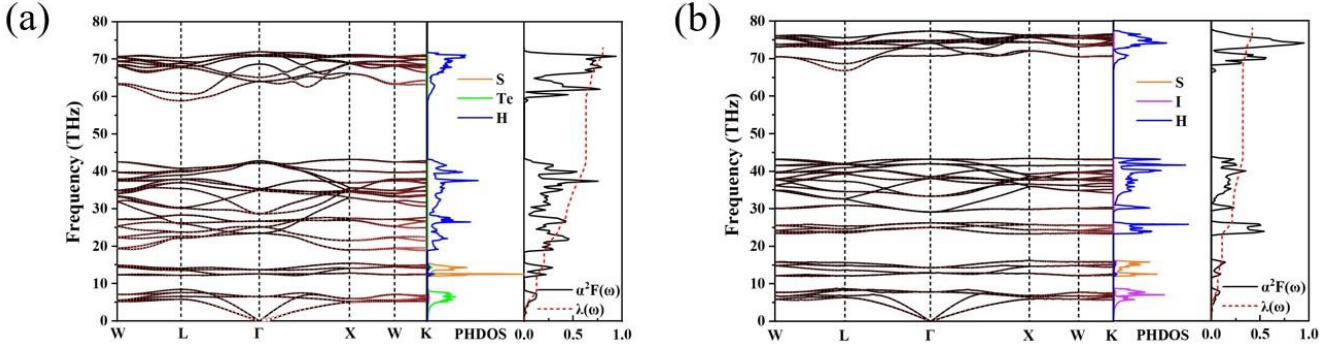 (a)
80
70
60
50
40
30
20
10
0
Frequency (THz)
S
Te
H
α²F(ω)
λ(ω)
W L Γ X W K PHDOS 0.0 0.5 1.0
(b)
80
70
60
50
40
30
20
10
0
Frequency (THz)
S
I
H
α²F(ω)
λ(ω)
W L Γ X W K PHDOS 0.0 0.5 1.0